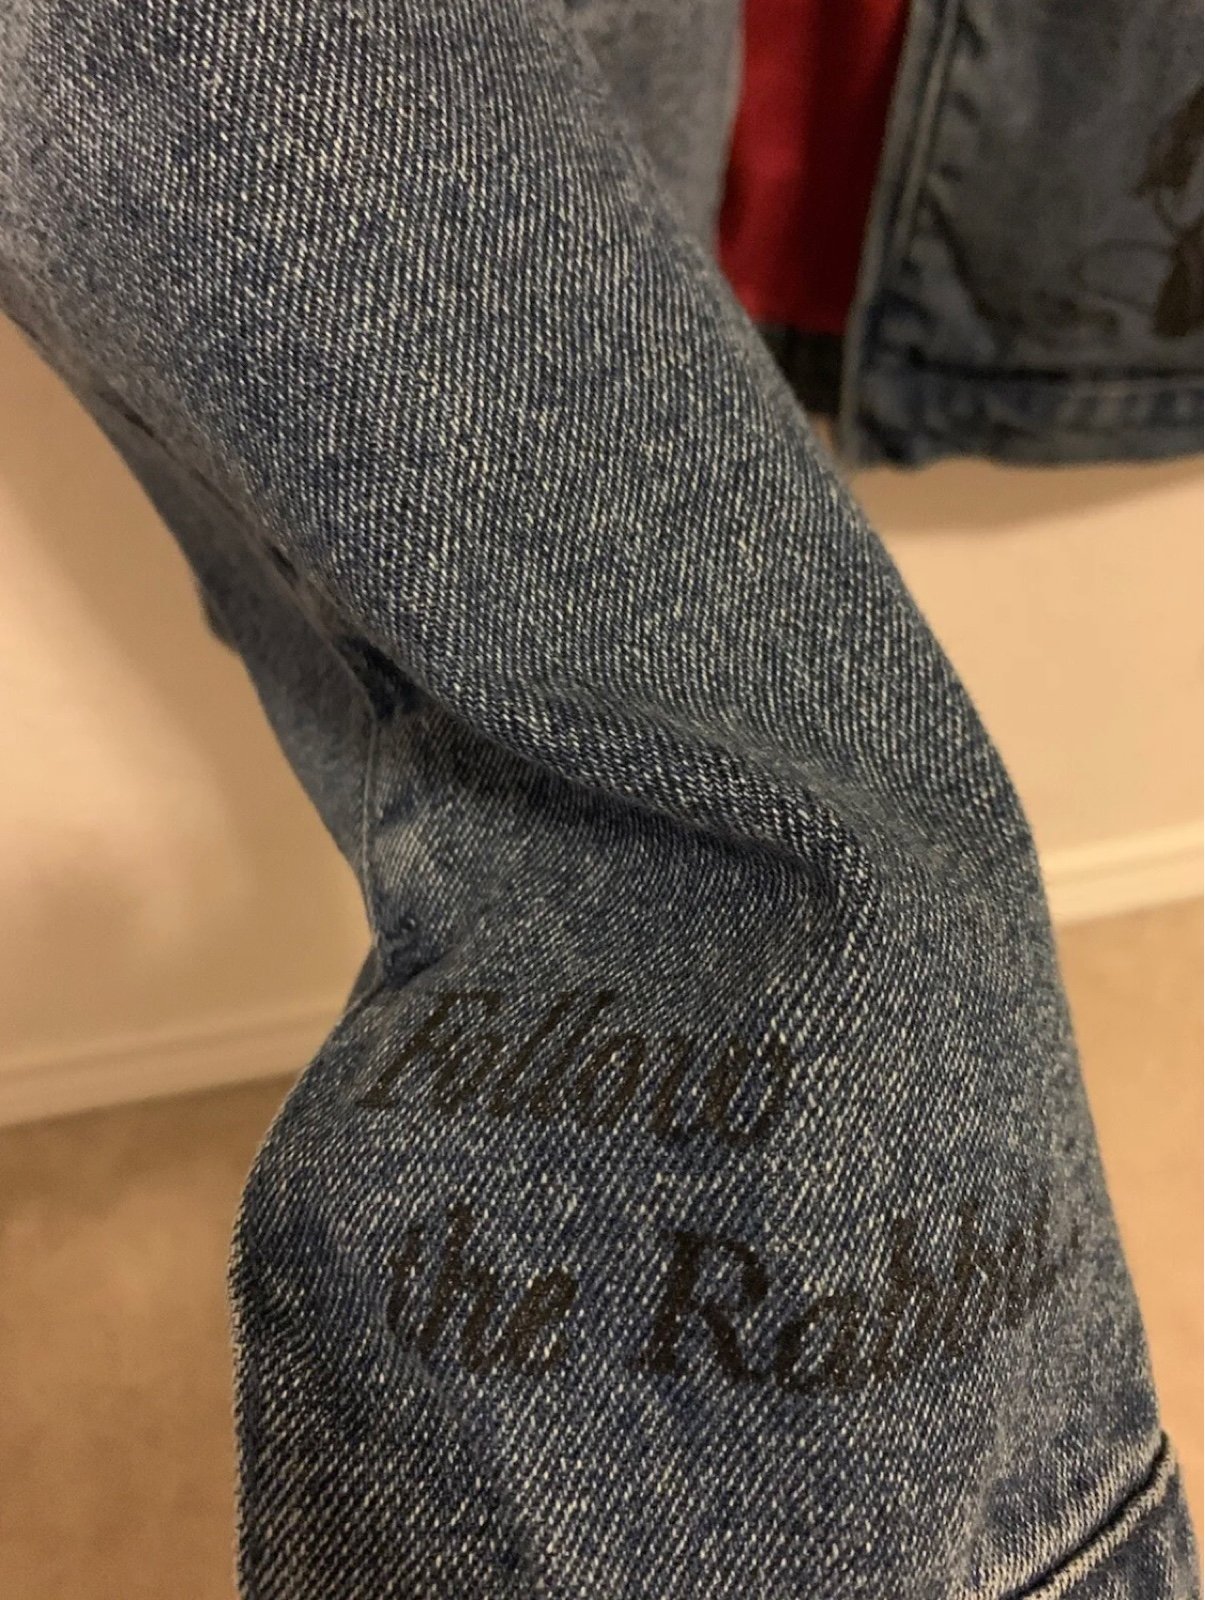 Follow
the Rabbit.